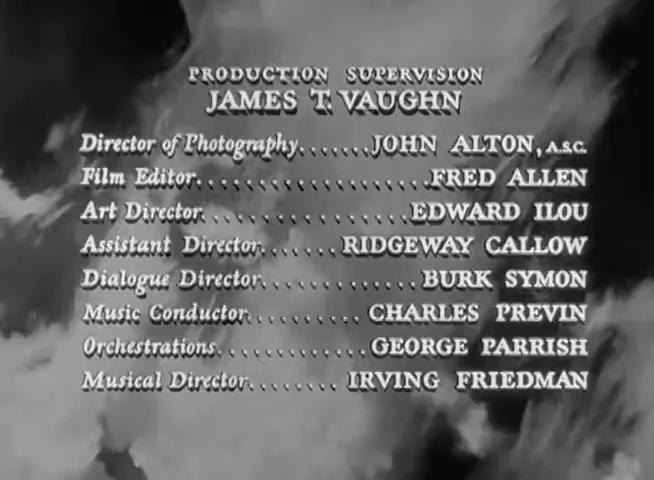 PRODUCTION SUPERVISION
JAMES T. VAUGHN
Director of Photography.......JOHN ALTON, A.S.C.
Film Editor....................FRED ALLEN
Art Director.................EDWARD ILOU
Assistant Director.......RIDGEWAY CALLOW
Dialogue Director.............BURK SYMON
Music Conductor..........CHARLES PREVIN
Orchestrations.............GEORGE PARRISH
Musical Director........IRVING FRIEDMAN